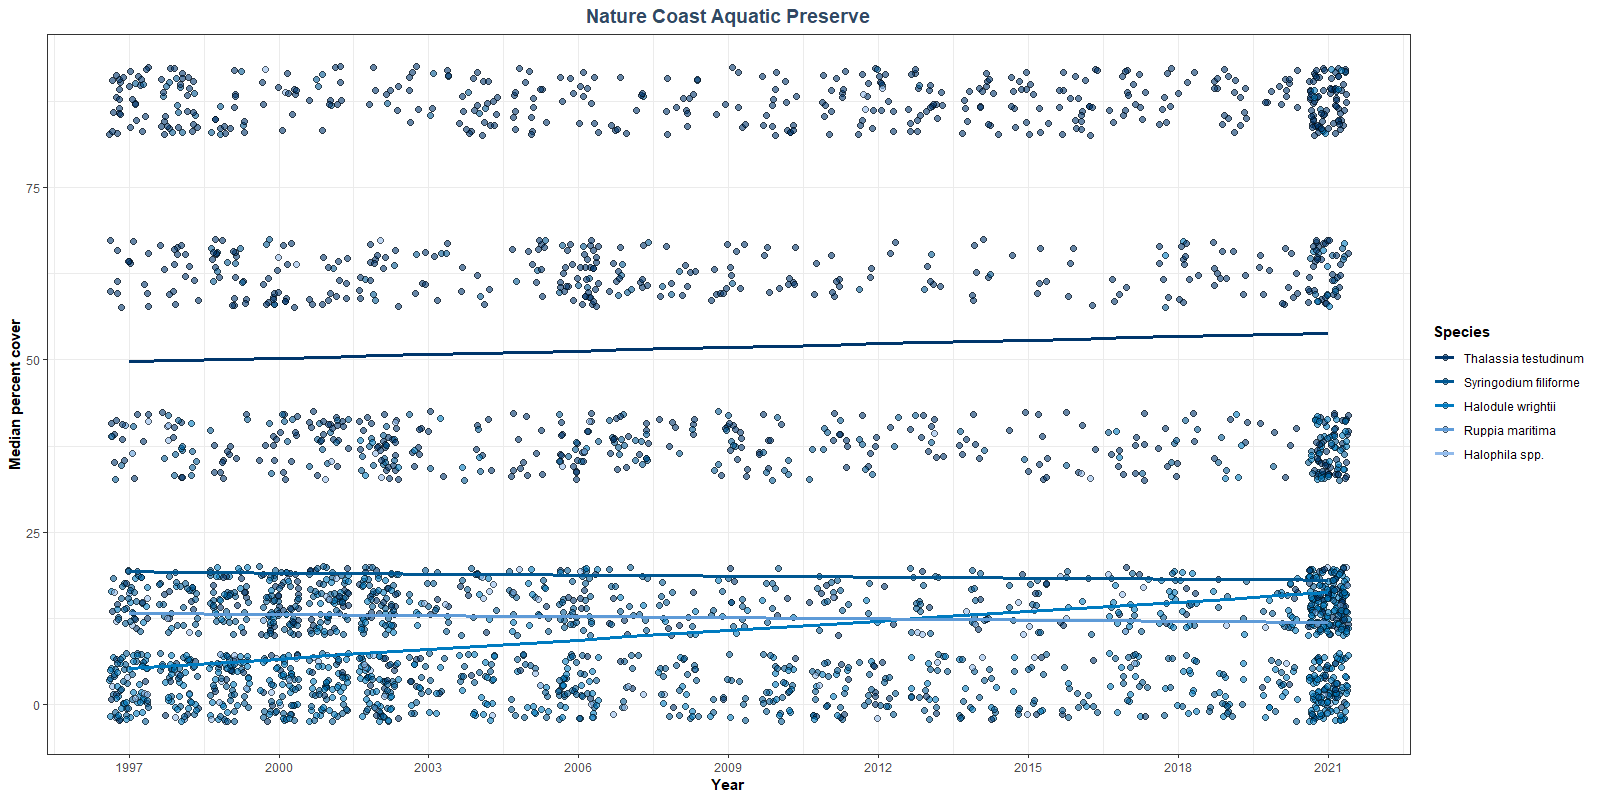 Nature Coast Aquatic Preserve
Median percent cover
75
50
25
0
1997 2000 2003 2006 2009 2012 2015 2018 2021
Year
Species
Thalassia testudinum
Syringodium filiforme
Halodule wrightii
Ruppia maritima
Halophila spp.